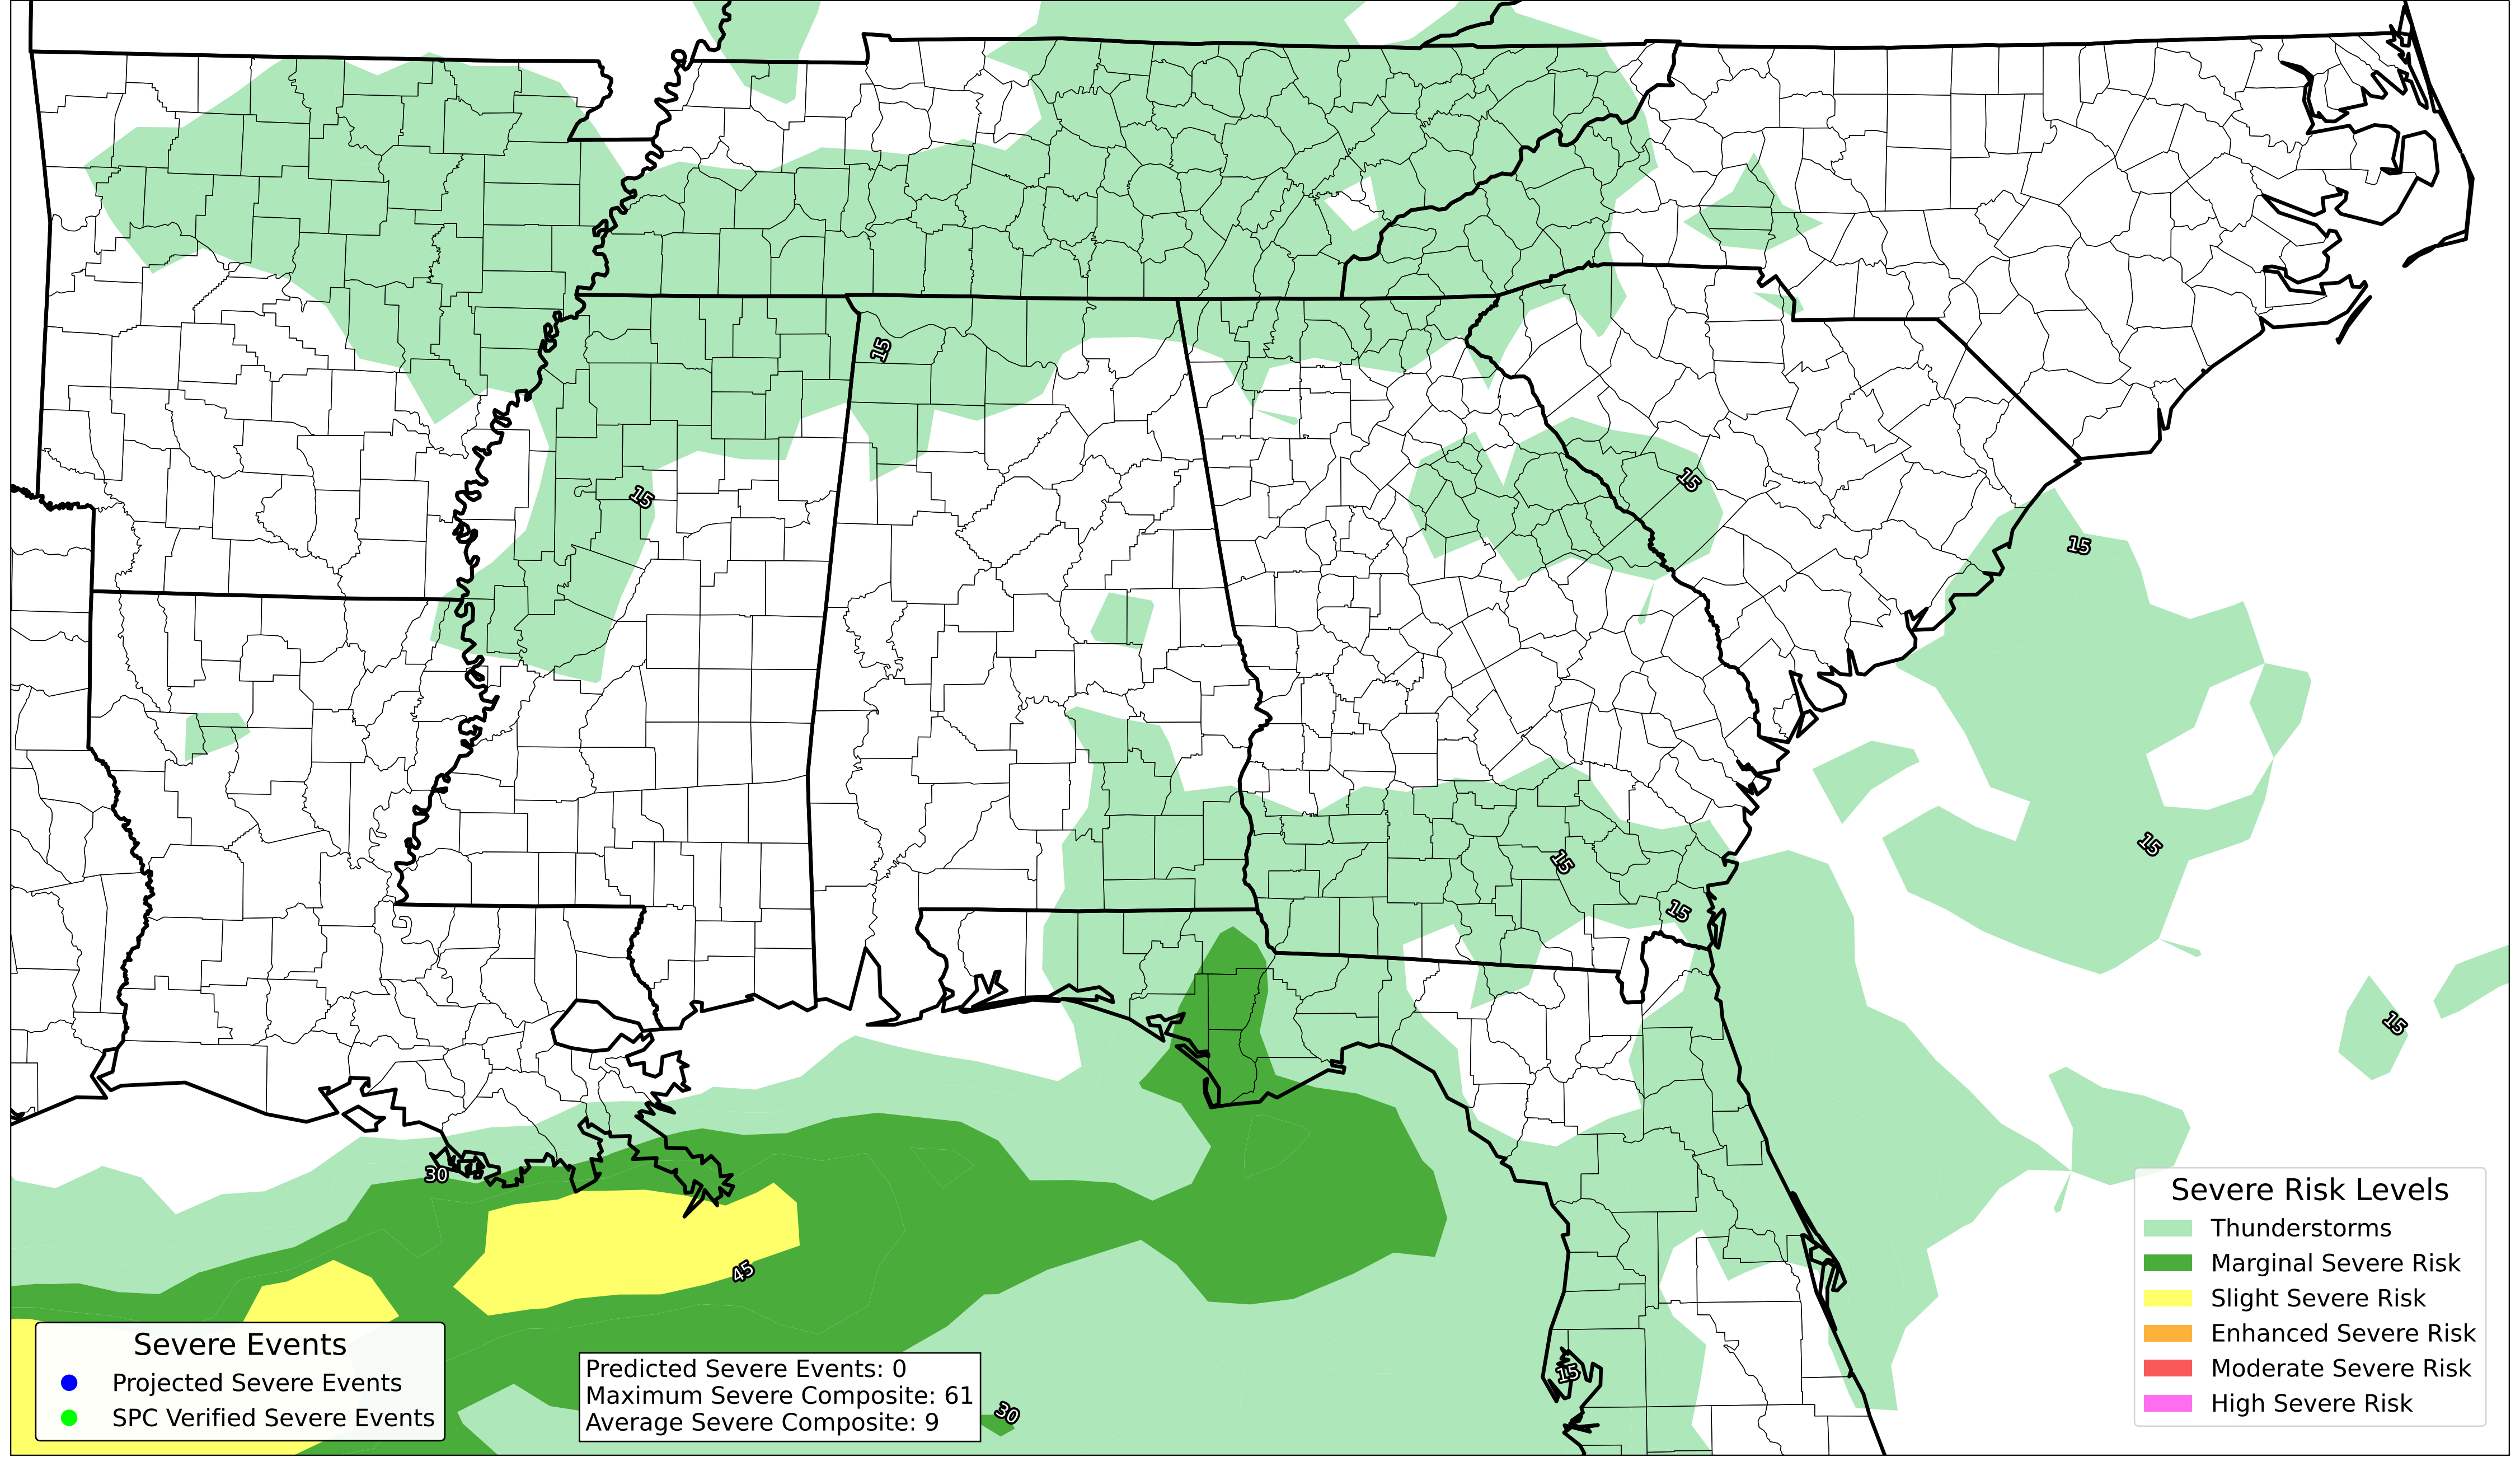 15
15
15
15
15
15
15
15
30
45
15
30
Severe Events
Projected Severe Events
SPC Verified Severe Events
Predicted Severe Events: 0
Maximum Severe Composite: 61
Average Severe Composite: 9
Severe Risk Levels
Thunderstorms
Marginal Severe Risk
Slight Severe Risk
Enhanced Severe Risk
Moderate Severe Risk
High Severe Risk